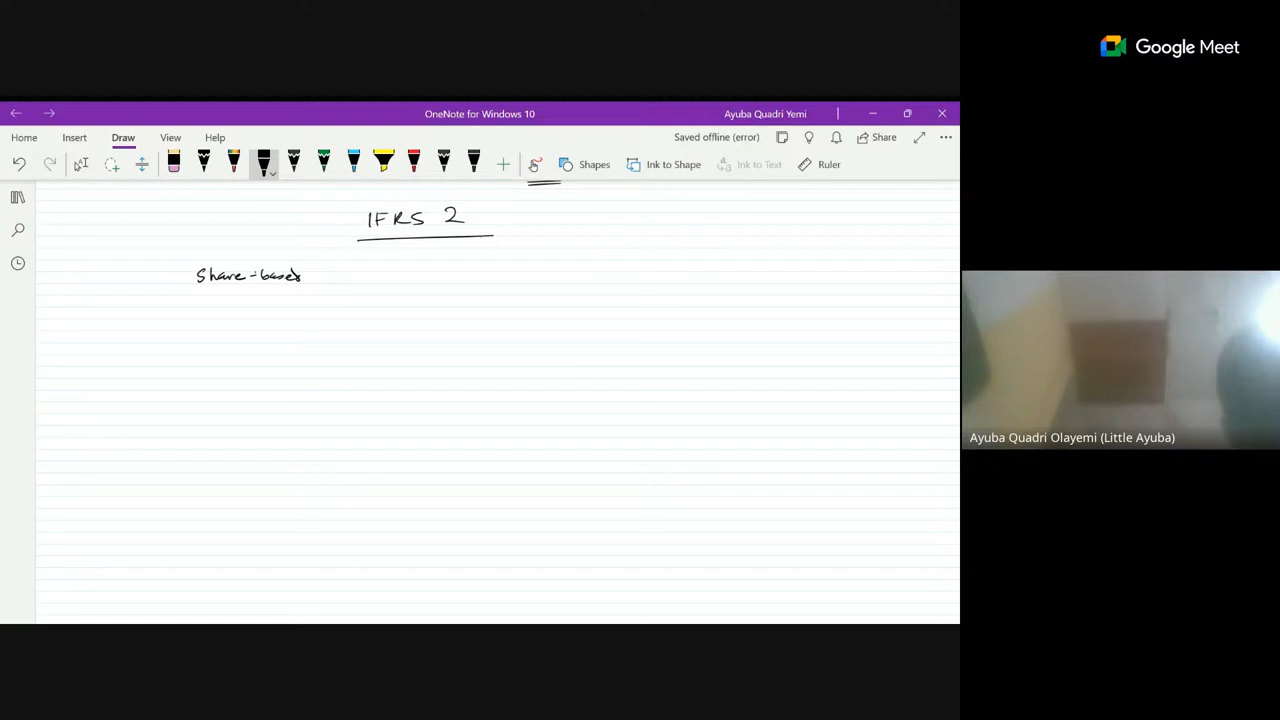 Google Meet
OneNote for Windows 10
Ayuba Quadri Yemi
Home Insert Draw View Help
Saved offline (error)
Share
Shapes
Ink to Shape
Ink to Text
Ruler
IFRS 2
Share-based
Ayuba Quadri Olayemi (Little Ayuba)